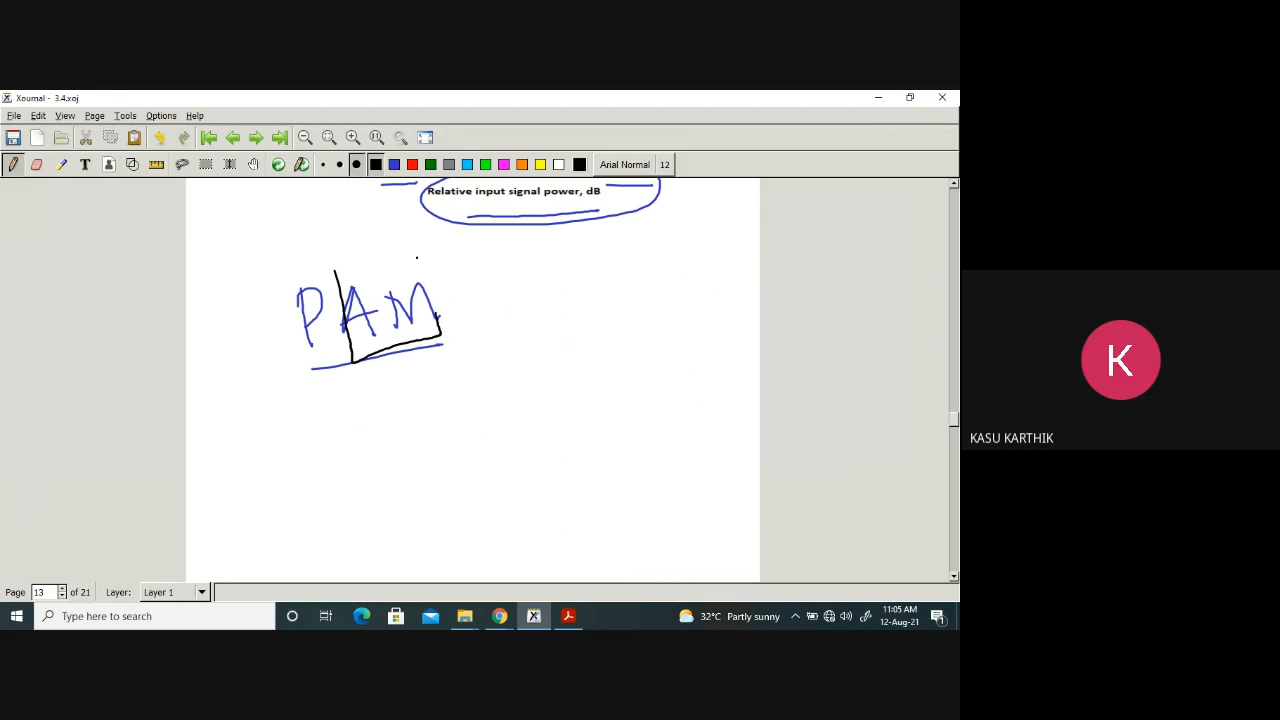 Xournal - 3.4.xoj
File Edit View Page Tools Options Help
T Arial Normal 12
Relative input signal power, dB
PAM
K
KASU KARTHIK
Page 13 of 21 Layer: Layer 1
Type here to search
32°C Partly sunny
11:05 AM
12-Aug-21
1